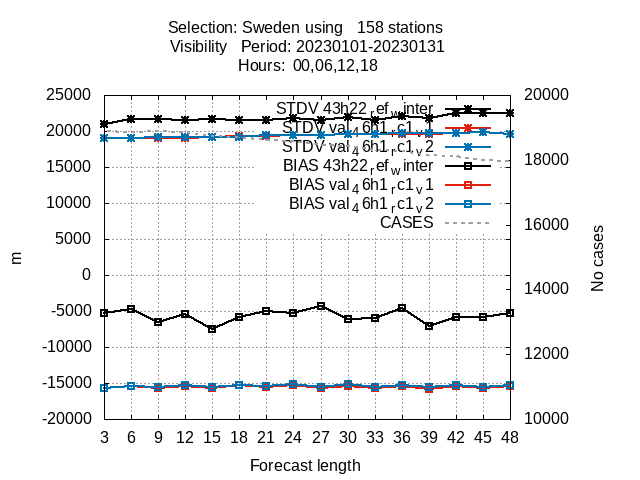 Selection: Sweden using 158 stations
Visibility Period: 20230101-20230131
Hours: 00,06,12,18
25000
20000
15000
10000
5000
0
-5000
-10000
-15000
-20000
m
STDV 43h22ref_winter
STDV val_46h1_rc1_v1
STDV val_46h1_rc1_v2
BIAS 43h22_ref_winter
BIAS val_46h1_rc1_v1
BIAS val_46h1_rc1_v2
CASES
20000
18000
16000
14000
12000
10000
No cases
3 6 9 12 15 18 21 24 27 30 33 36 39 42 45 48
Forecast length